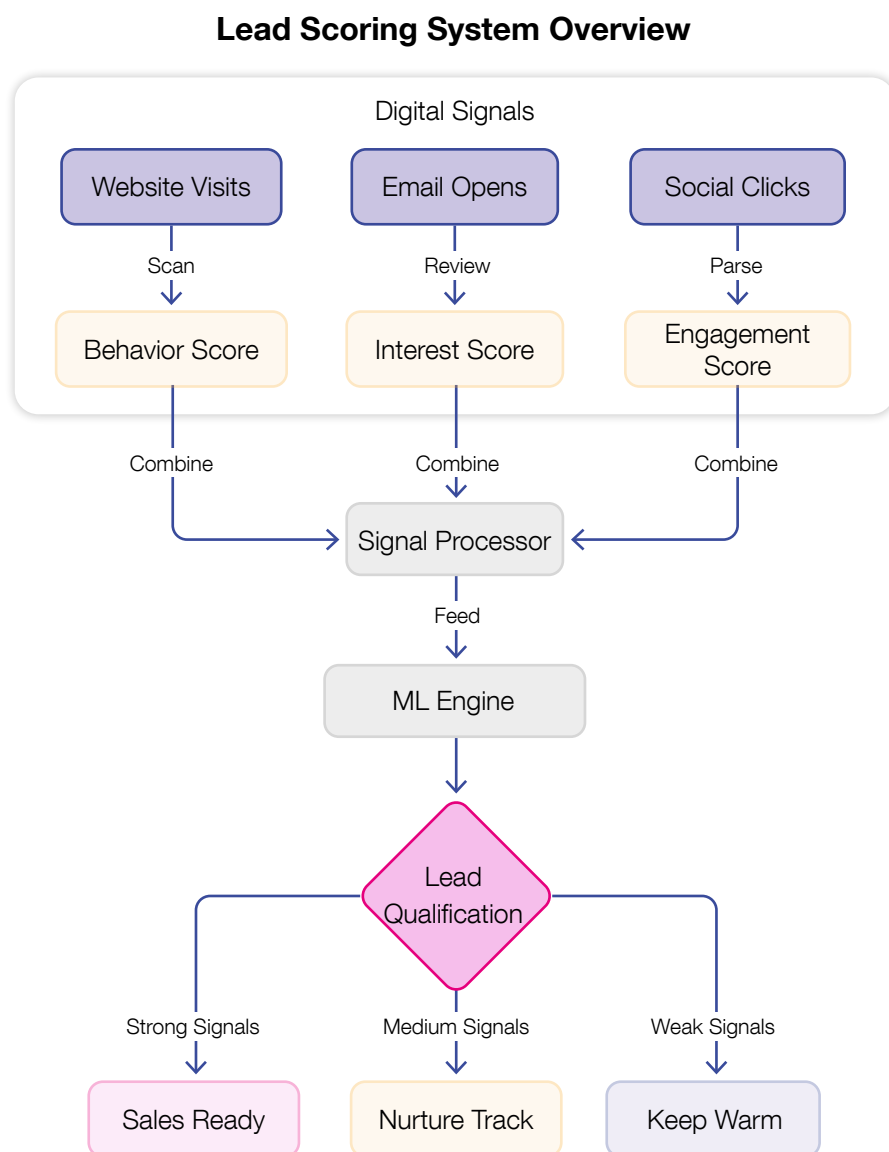 Lead Scoring System Overview
Digital Signals
Website Visits
Email Opens
Social Clicks
Scan
Review
Parse
Behavior Score
Interest Score
Engagement
Score
Combine
Combine
Combine
Signal Processor
Feed
ML Engine
Lead
Qualification
Strong Signals
Medium Signals
Weak Signals
Sales Ready
Nurture Track
Keep Warm